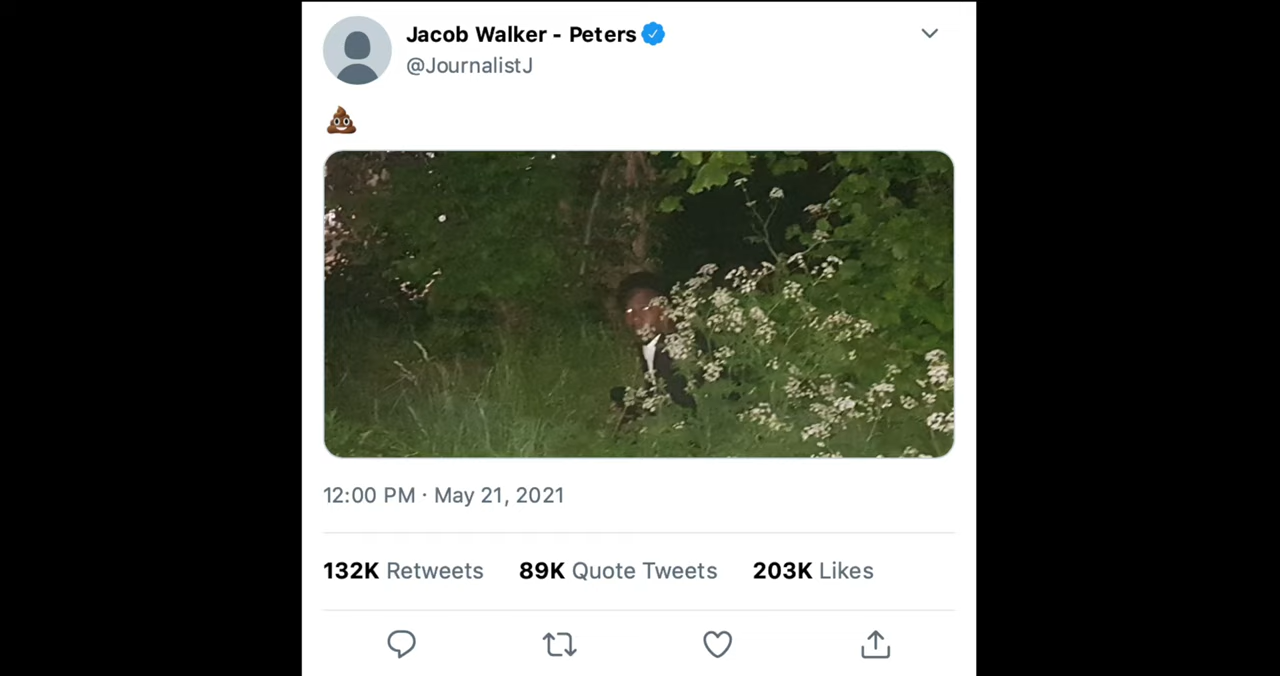 Jacob Walker - Peters
@JournalistJ
💩
12:00 PM · May 21, 2021
132K Retweets 89K Quote Tweets 203K Likes